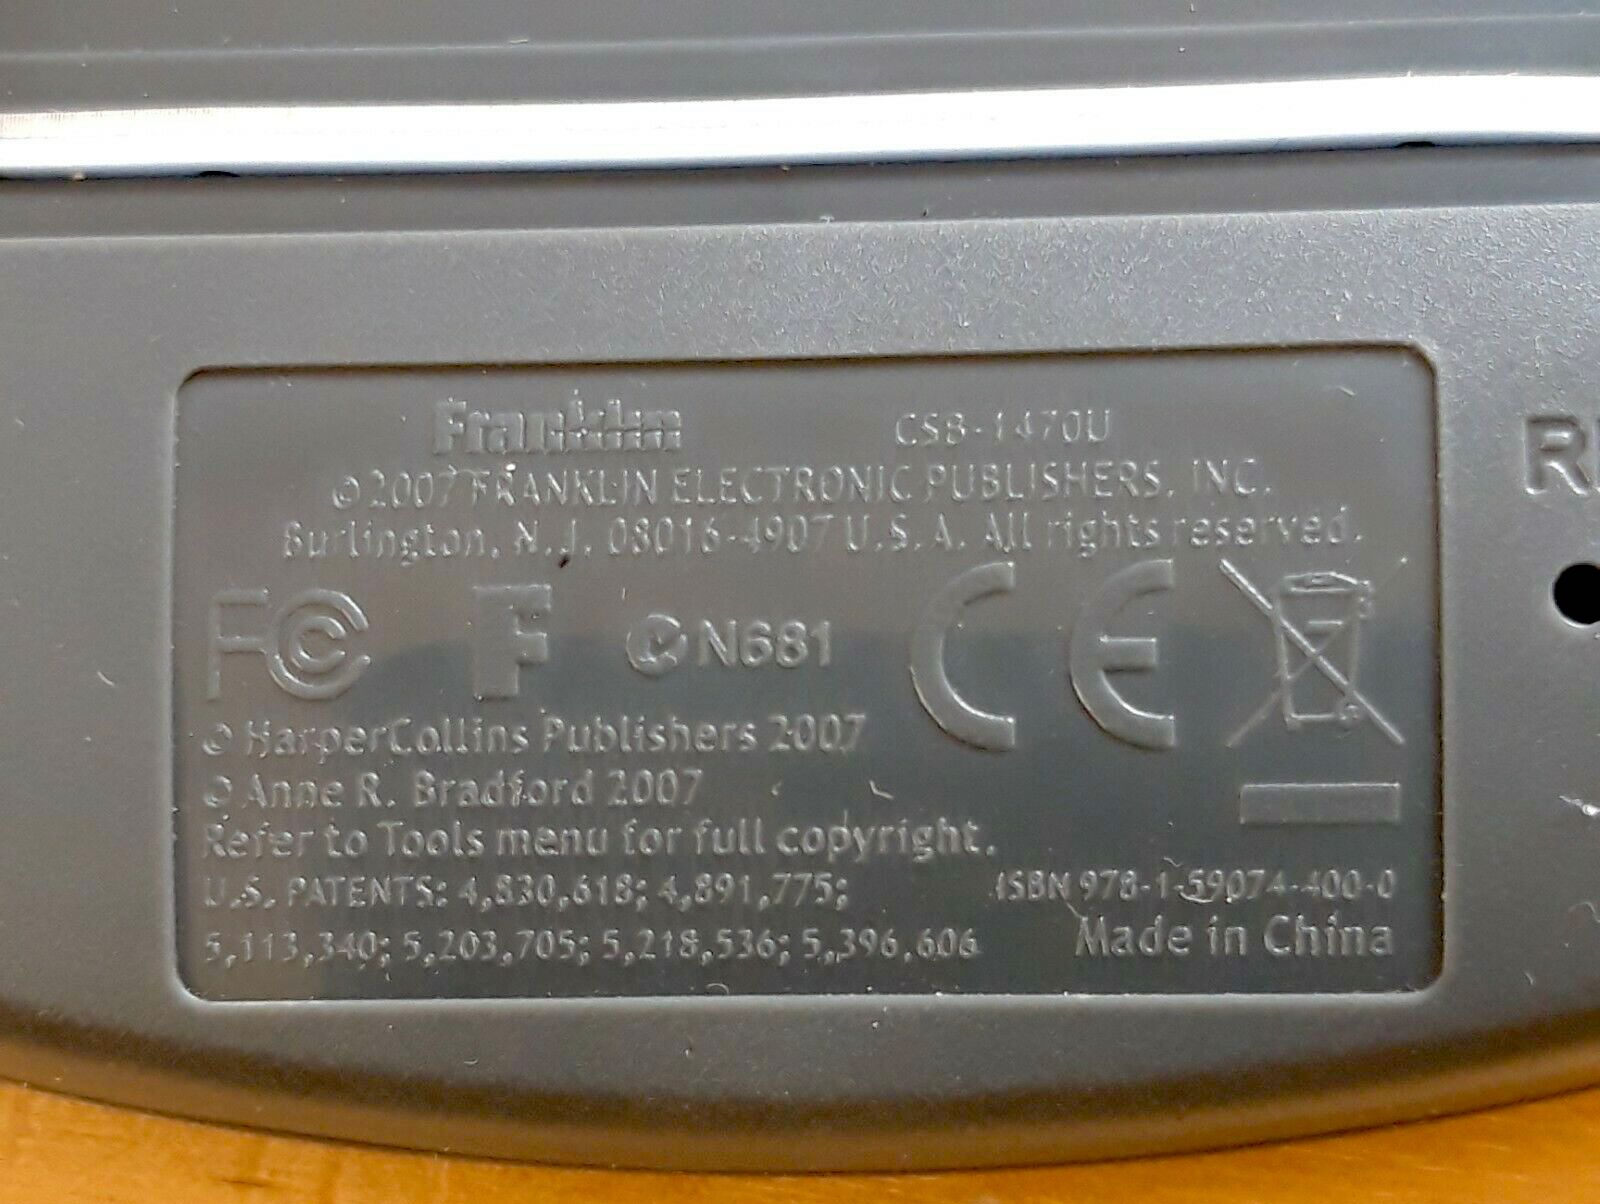 Franklin CSB-1470U
©2007 FRANKLIN ELECTRONIC PUBLISHERS, INC.
Burlington, N.J. 08016-4907 U.S.A. All rights reserved.
FC F N681 CE
© HarperCollins Publishers 2007
© Anne R. Bradford 2007
Refer to Tools menu for full copyright.
U.S. PATENTS: 4,830,618; 4,891,775; ISBN 978-1-59074-400-0
5,113,340; 5,203,705; 5,218,536; 5,396,606 Made in China